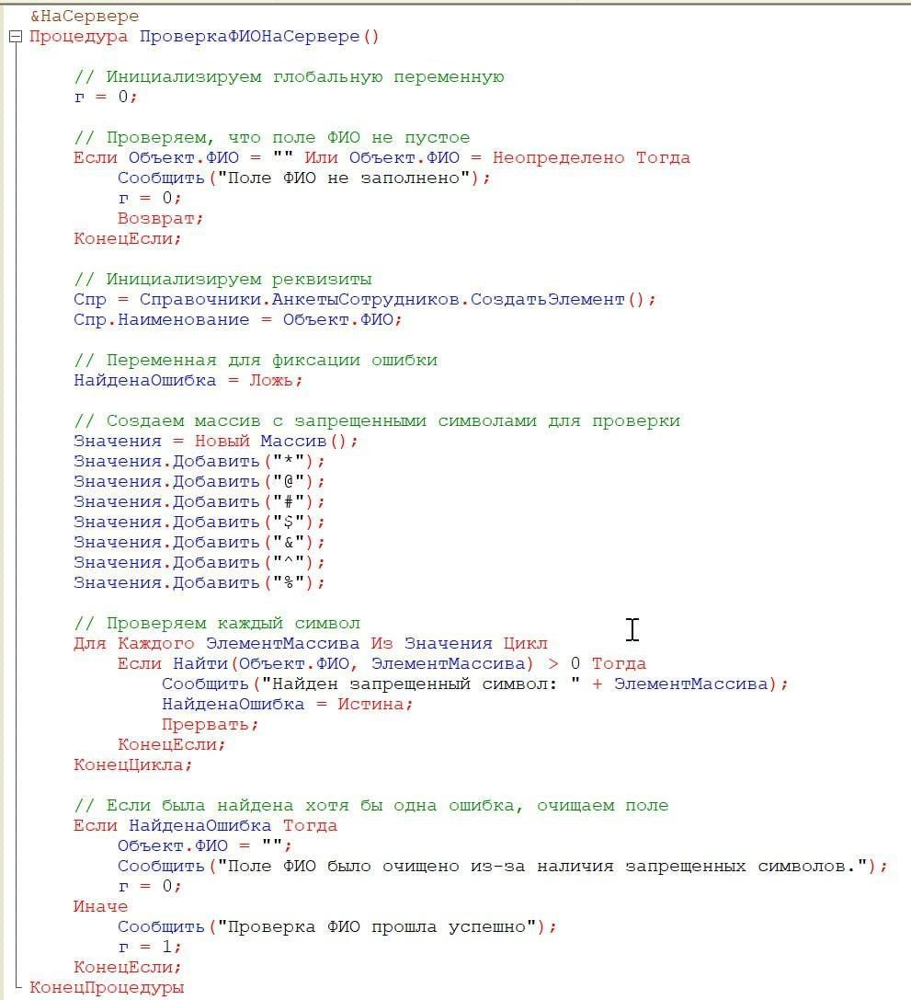 &НаСервере
Процедура ПроверкаФИОНаСервере()
// Инициализируем глобальную переменную
г = 0;
// Проверяем, что поле ФИО не пустое
Если Объект.ФИО = "" Или Объект.ФИО = Неопределено Тогда
Сообщить("Поле ФИО не заполнено");
г = 0;
Возврат;
КонецЕсли;
// Инициализируем реквизиты
Спр = Справочники.АнкетыСотрудников.СоздатьЭлемент();
Спр.Наименование = Объект.ФИО;
// Переменная для фиксации ошибки
НайденаОшибка = Ложь;
// Создаем массив с запрещенными символами для проверки
Значения = Новый Массив();
Значения.Добавить("*");
Значения.Добавить("@");
Значения.Добавить("#");
Значения.Добавить("$");
Значения.Добавить("&");
Значения.Добавить("^");
Значения.Добавить("%");
// Проверяем каждый символ
Для Каждого ЭлементМассива Из Значения Цикл
Если Найти(Объект.ФИО, ЭлементМассива) > 0 Тогда
Сообщить("Найден запрещенный символ: " + ЭлементМассива);
НайденаОшибка = Истина;
Прервать;
КонецЕсли;
КонецЦикла;
// Если была найдена хотя бы одна ошибка, очищаем поле
Если НайденаОшибка Тогда
Объект.ФИО = "";
Сообщить("Поле ФИО было очищено из-за наличия запрещенных символов.");
г = 0;
Иначе
Сообщить("Проверка ФИО прошла успешно");
г = 1;
КонецЕсли;
КонецПроцедуры